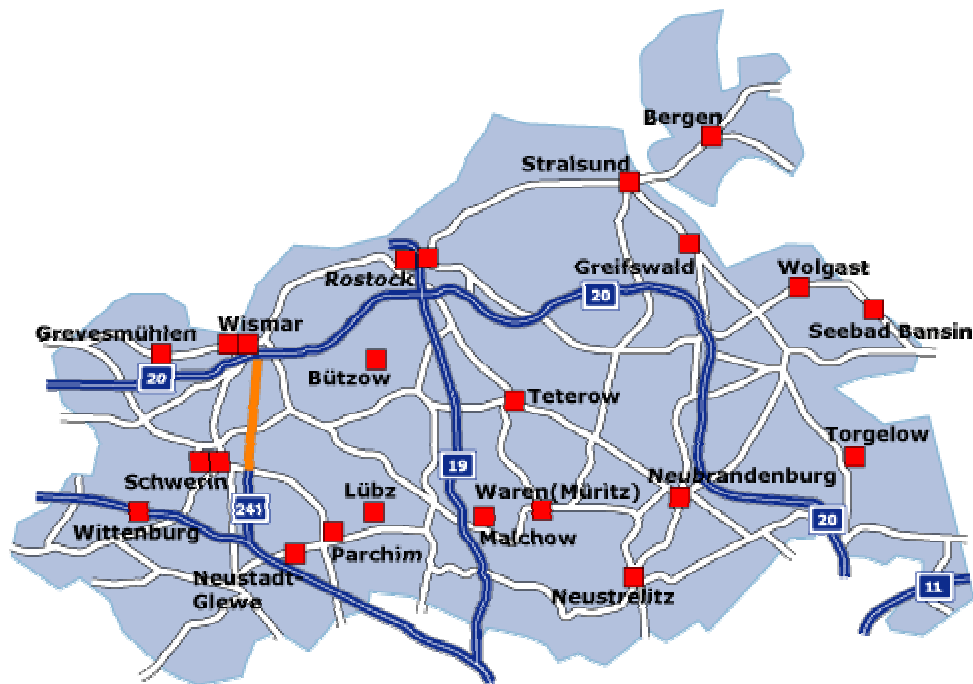 Bergen
Stralsund
Greifswald
Wolgast
Rostock
20
Seebad Bansin
Grevesmühlen
Wismar
20
Bützow
Teterow
Torgelow
19
Schwerin
Lübz
Waren(Müritz)
Neubrandenburg
241
Wittenburg
Parchim
Malchow
20
Neustadt-
Glewe
Neustrelitz
11